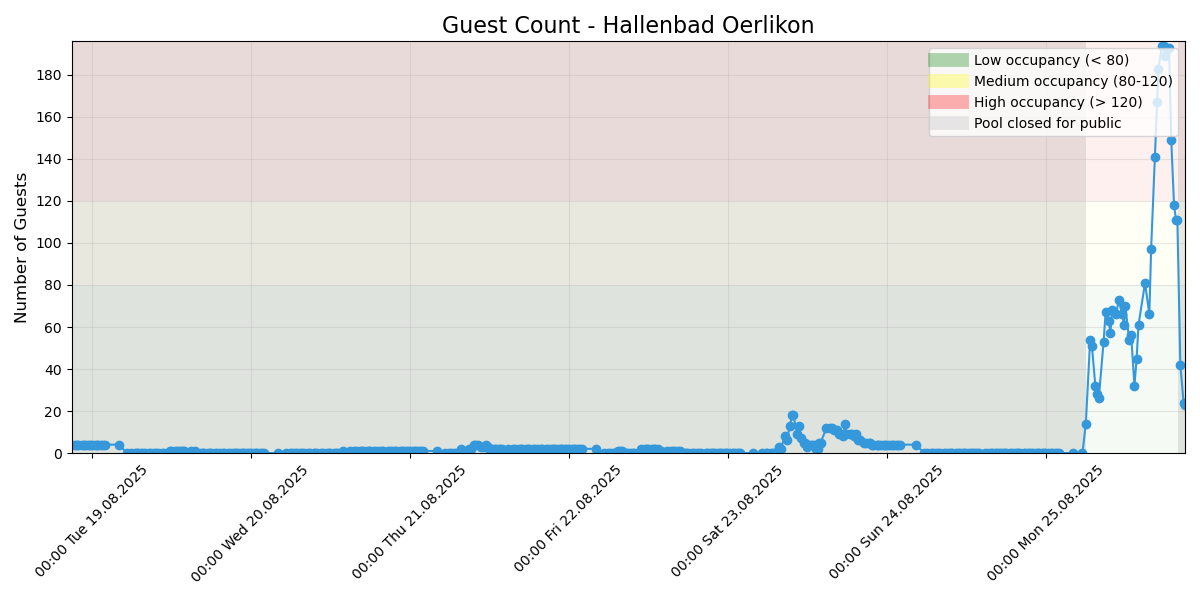 Guest Count - Hallenbad Oerlikon
Number of Guests
180
160
140
120
100
80
60
40
20
0
Low occupancy (< 80)
Medium occupancy (80-120)
High occupancy (> 120)
Pool closed for public
00:00 Tue 19.08.2025
00:00 Wed 20.08.2025
00:00 Thu 21.08.2025
00:00 Fri 22.08.2025
00:00 Sat 23.08.2025
00:00 Sun 24.08.2025
00:00 Mon 25.08.2025